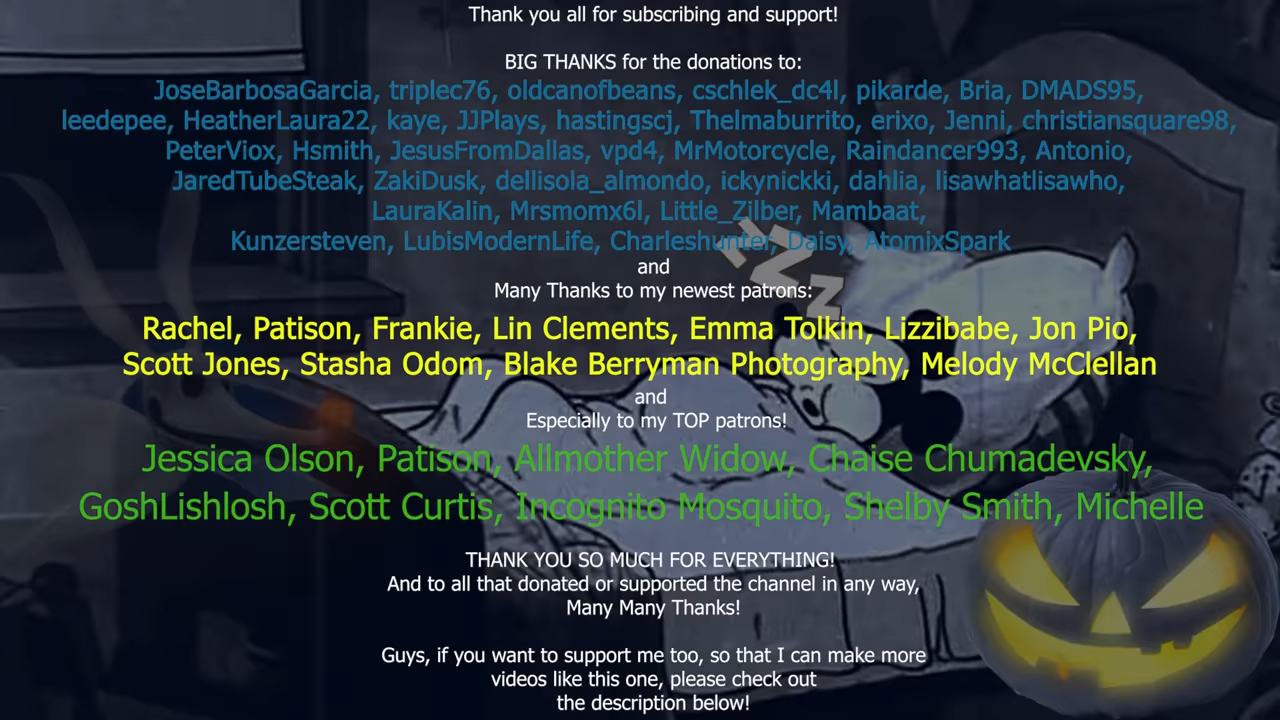 Thank you all for subscribing and support!
BIG THANKS for the donations to:
JoseBarbosaGarcia, triplec76, oldcanofbeans, cschlek_dc4l, pikarde, Bria, DMADS95,
leedepee, HeatherLaura22, kaye, JJPlays, hastingscj, Thelmaburrito, erixo, Jenni, christiansquare98,
PeterViox, Hsmith, JesusFromDallas, vpd4, MrMotorcycle, Raindancer993, Antonio,
JaredTubeSteak, ZakiDusk, dellisola_almondo, ickynickki, dahlia, lisawhatlisawho,
LauraKalin, Mrsmomx6l, Little_Zilber, Mambaat,
Kunzersteven, LubisModernLife, Charleshunter, Daisy, AtomixSpark
and
Many Thanks to my newest patrons:
Rachel, Patison, Frankie, Lin Clements, Emma Tolkin, Lizzibabe, Jon Pio,
Scott Jones, Stasha Odom, Blake Berryman Photography, Melody McClellan
and
Especially to my TOP patrons!
Jessica Olson, Patison, Allmother Widow, Chaise Chumadevsky,
GoshLishlosh, Scott Curtis, Incognito Mosquito, Shelby Smith, Michelle
THANK YOU SO MUCH FOR EVERYTHING!
And to all that donated or supported the channel in any way,
Many Many Thanks!
Guys, if you want to support me too, so that I can make more
videos like this one, please check out
the description below!